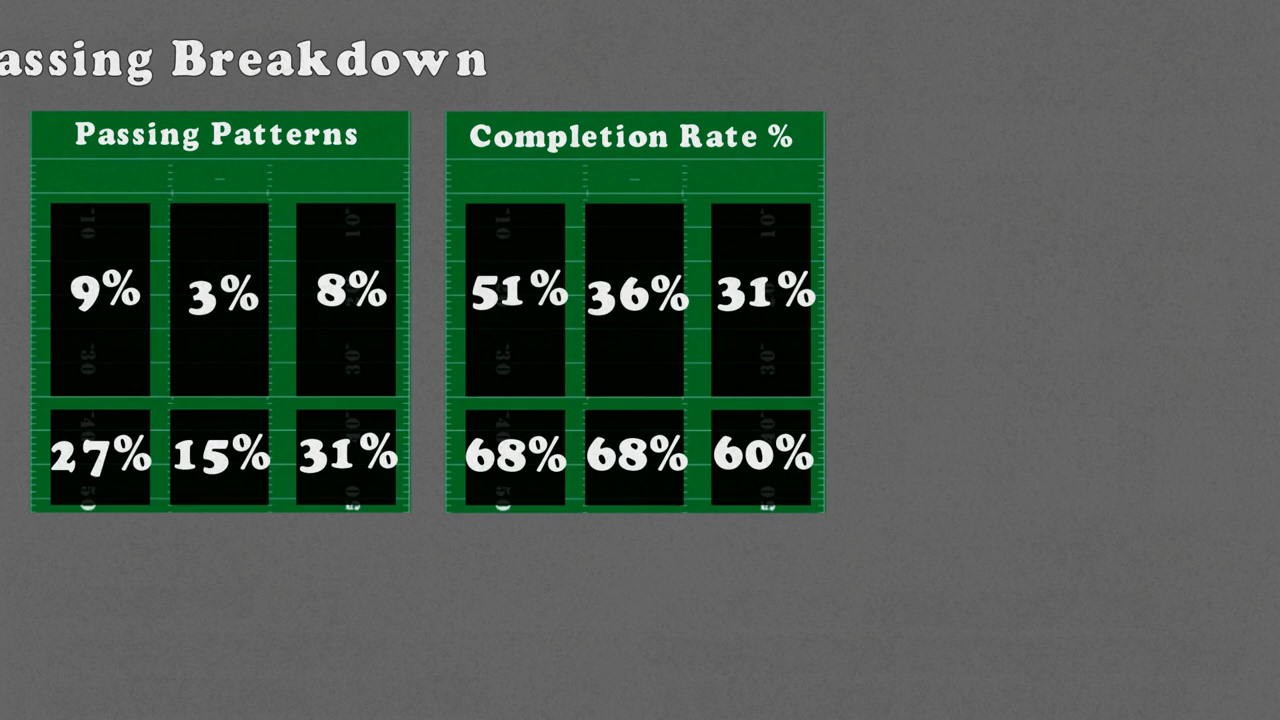 assing Breakdown
Passing Patterns
9% 3% 8%
27% 15% 31%
Completion Rate %
51% 36% 31%
68% 68% 60%